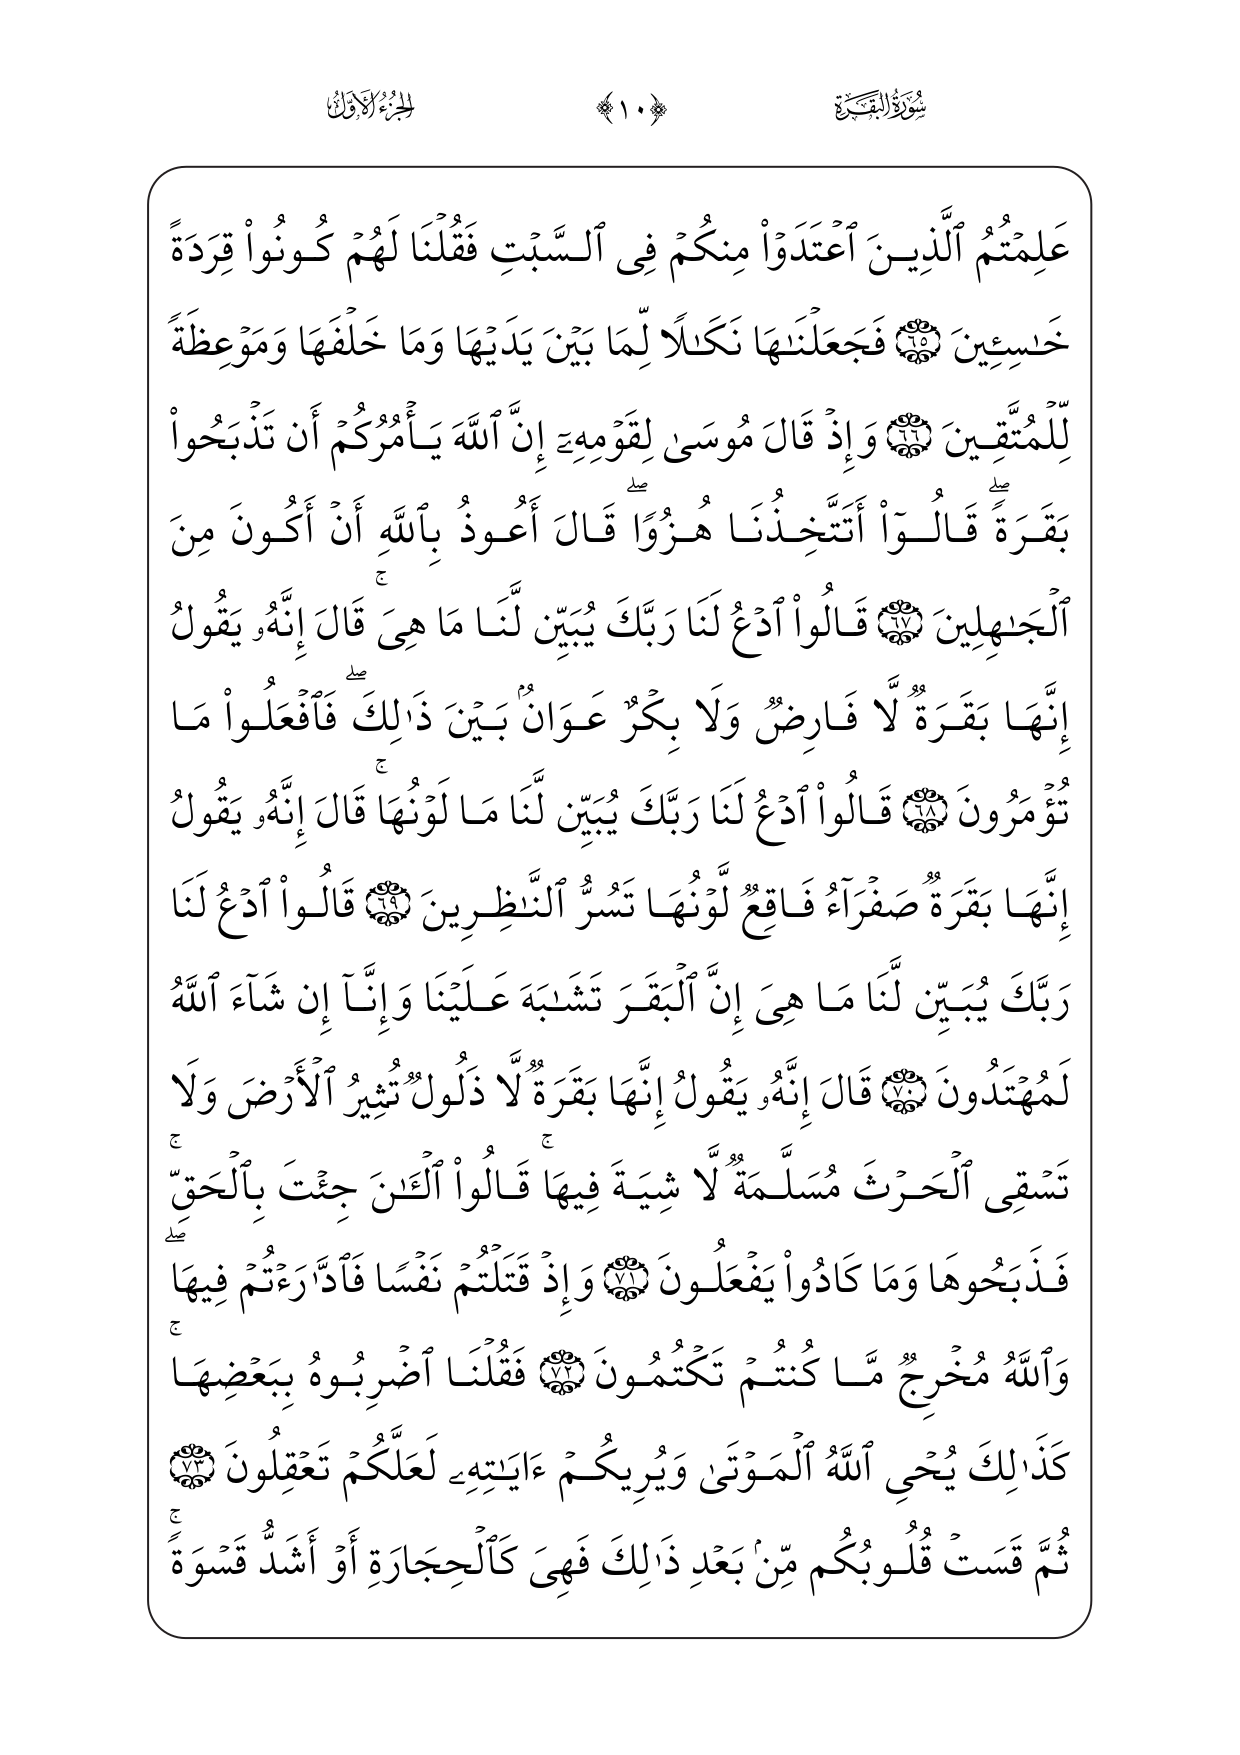 سُورَةُ البَقَرَةِ ﴿١٠﴾ الجُزْءُ الأَوَّلُ
عَلِمۡتُمُ ٱلَّذِينَ ٱعۡتَدَوۡاْ مِنكُمۡ فِي ٱلسَّبۡتِ فَقُلۡنَا لَهُمۡ كُونُواْ قِرَدَةً
خَٰسِـِٔينَ ٦٥ فَجَعَلۡنَٰهَا نَكَٰلٗا لِّمَا بَيۡنَ يَدَيۡهَا وَمَا خَلۡفَهَا وَمَوۡعِظَةٗ
لِّلۡمُتَّقِينَ ٦٦ وَإِذۡ قَالَ مُوسَىٰ لِقَوۡمِهِۦٓ إِنَّ ٱللَّهَ يَأۡمُرُكُمۡ أَن تَذۡبَحُواْ
بَقَرَةٗۖ قَالُوٓاْ أَتَتَّخِذُنَا هُزُوٗاۖ قَالَ أَعُوذُ بِٱللَّهِ أَنۡ أَكُونَ مِنَ
ٱلۡجَٰهِلِينَ ٦٧ قَالُواْ ٱدۡعُ لَنَا رَبَّكَ يُبَيِّن لَّنَا مَا هِيَۚ قَالَ إِنَّهُۥ يَقُولُ
إِنَّهَا بَقَرَةٞ لَّا فَارِضٞ وَلَا بِكۡرٌ عَوَانُۢ بَيۡنَ ذَٰلِكَۖ فَٱفۡعَلُواْ مَا
تُؤۡمَرُونَ ٦٨ قَالُواْ ٱدۡعُ لَنَا رَبَّكَ يُبَيِّن لَّنَا مَا لَوۡنُهَاۚ قَالَ إِنَّهُۥ يَقُولُ
إِنَّهَا بَقَرَةٞ صَفۡرَآءُ فَاقِعٞ لَّوۡنُهَا تَسُرُّ ٱلنَّٰظِرِينَ ٦٩ قَالُواْ ٱدۡعُ لَنَا
رَبَّكَ يُبَيِّن لَّنَا مَا هِيَ إِنَّ ٱلۡبَقَرَ تَشَٰبَهَ عَلَيۡنَا وَإِنَّآ إِن شَآءَ ٱللَّهُ
لَمُهۡتَدُونَ ٧٠ قَالَ إِنَّهُۥ يَقُولُ إِنَّهَا بَقَرَةٞ لَّا ذَلُولٞ تُثِيرُ ٱلۡأَرۡضَ وَلَا
تَسۡقِي ٱلۡحَرۡثَ مُسَلَّمَةٞ لَّا شِيَةَ فِيهَاۚ قَالُواْ ٱلۡـَٰٔنَ جِئۡتَ بِٱلۡحَقِّۚ
فَذَبَحُوهَا وَمَا كَادُواْ يَفۡعَلُونَ ٧١ وَإِذۡ قَتَلۡتُمۡ نَفۡسٗا فَٱدَّٰرَٰٔتُمۡ فِيهَاۖ
وَٱللَّهُ مُخۡرِجٞ مَّا كُنتُمۡ تَكۡتُمُونَ ٧٢ فَقُلۡنَا ٱضۡرِبُوهُ بِبَعۡضِهَاۚ
كَذَٰلِكَ يُحۡيِ ٱللَّهُ ٱلۡمَوۡتَىٰ وَيُرِيكُمۡ ءَايَٰتِهِۦ لَعَلَّكُمۡ تَعۡقِلُونَ ٧٣
ثُمَّ قَسَتۡ قُلُوبُكُم مِّنۢ بَعۡدِ ذَٰلِكَ فَهِيَ كَٱلۡحِجَارَةِ أَوۡ أَشَدُّ قَسۡوَةٗۚ